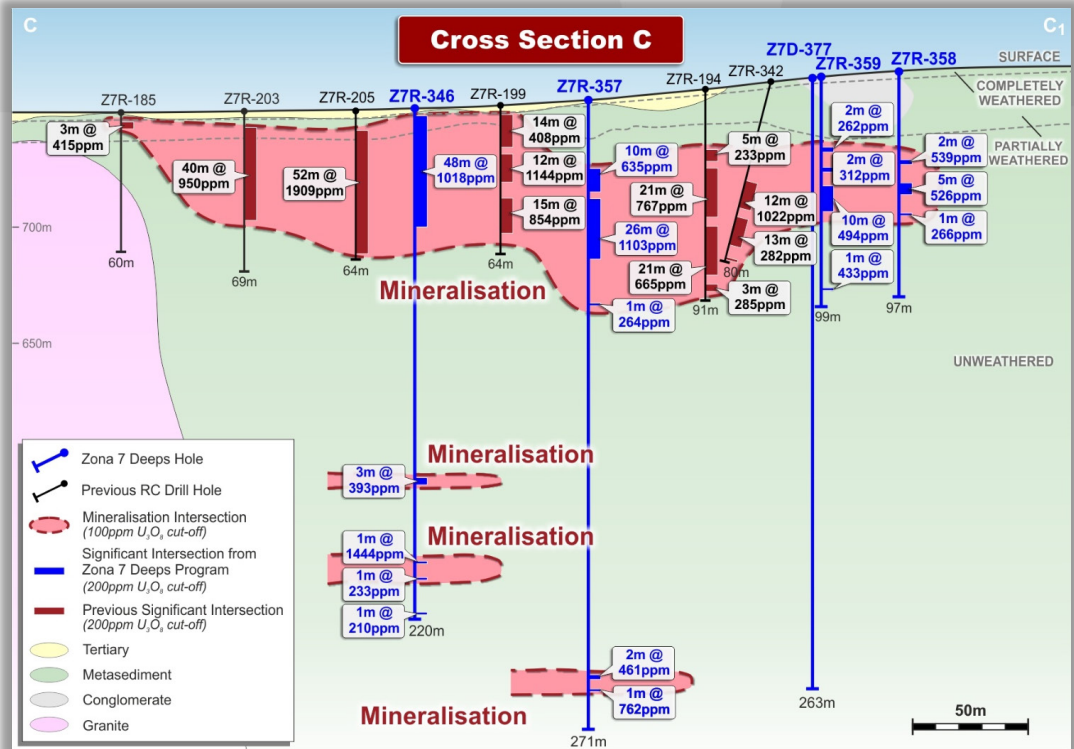 C
Cross Section C
C₁
Z7R-185
Z7R-203
Z7R-205
Z7R-346
Z7R-199
Z7R-357
Z7R-194
Z7R-342
Z7D-377
Z7R-359
Z7R-358
SURFACE
COMPLETELY
WEATHERED
PARTIALLY
WEATHERED
UNWEATHERED
3m @
415ppm
40m @
950ppm
52m @
1909ppm
48m @
1018ppm
14m @
408ppm
12m @
1144ppm
15m @
854ppm
10m @
635ppm
26m @
1103ppm
1m @
264ppm
21m @
767ppm
21m @
665ppm
5m @
233ppm
12m @
1022ppm
13m @
282ppm
3m @
285ppm
2m @
262ppm
2m @
312ppm
10m @
494ppm
1m @
433ppm
2m @
539ppm
5m @
526ppm
1m @
266ppm
700m
650m
60m
69m
64m
64m
91m
80m
99m
97m
Mineralisation
Mineralisation
3m @
393ppm
Mineralisation
1m @
1444ppm
1m @
233ppm
1m @
210ppm
220m
2m @
461ppm
1m @
762ppm
Mineralisation
271m
263m
50m
Zona 7 Deeps Hole
Previous RC Drill Hole
Mineralisation Intersection
(100ppm U₃O₈ cut-off)
Significant Intersection from
Zona 7 Deeps Program
(200ppm U₃O₈ cut-off)
Previous Significant Intersection
(200ppm U₃O₈ cut-off)
Tertiary
Metasediment
Conglomerate
Granite